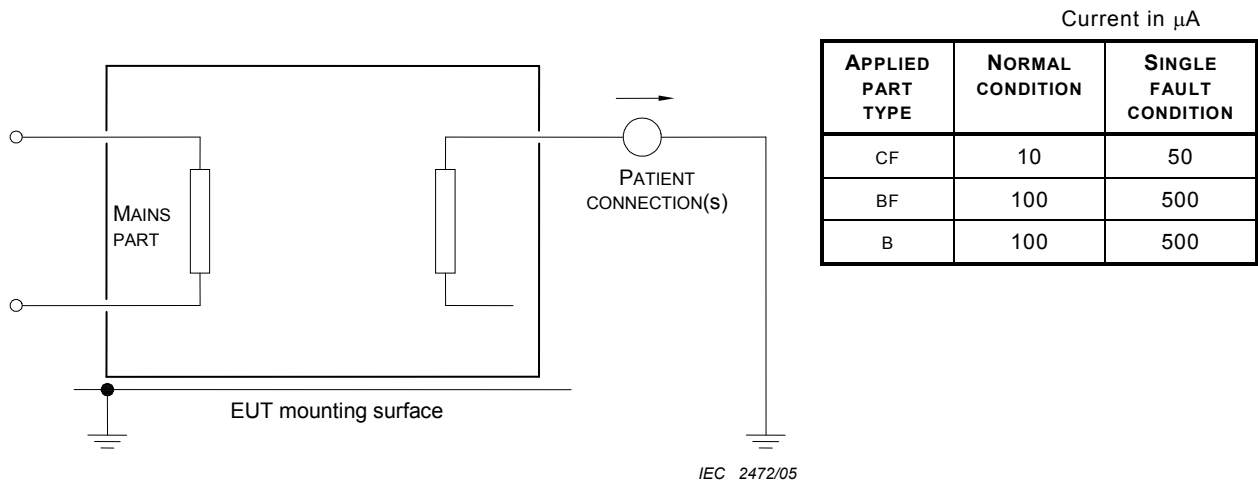 Current in μA
APPLIED
PART
TYPE
NORMAL
CONDITION
SINGLE
FAULT
CONDITION
CF 10 50
BF 100 500
B 100 500
MAINS
PART
PATIENT
CONNECTION(s)
EUT mounting surface
IEC 2472/05